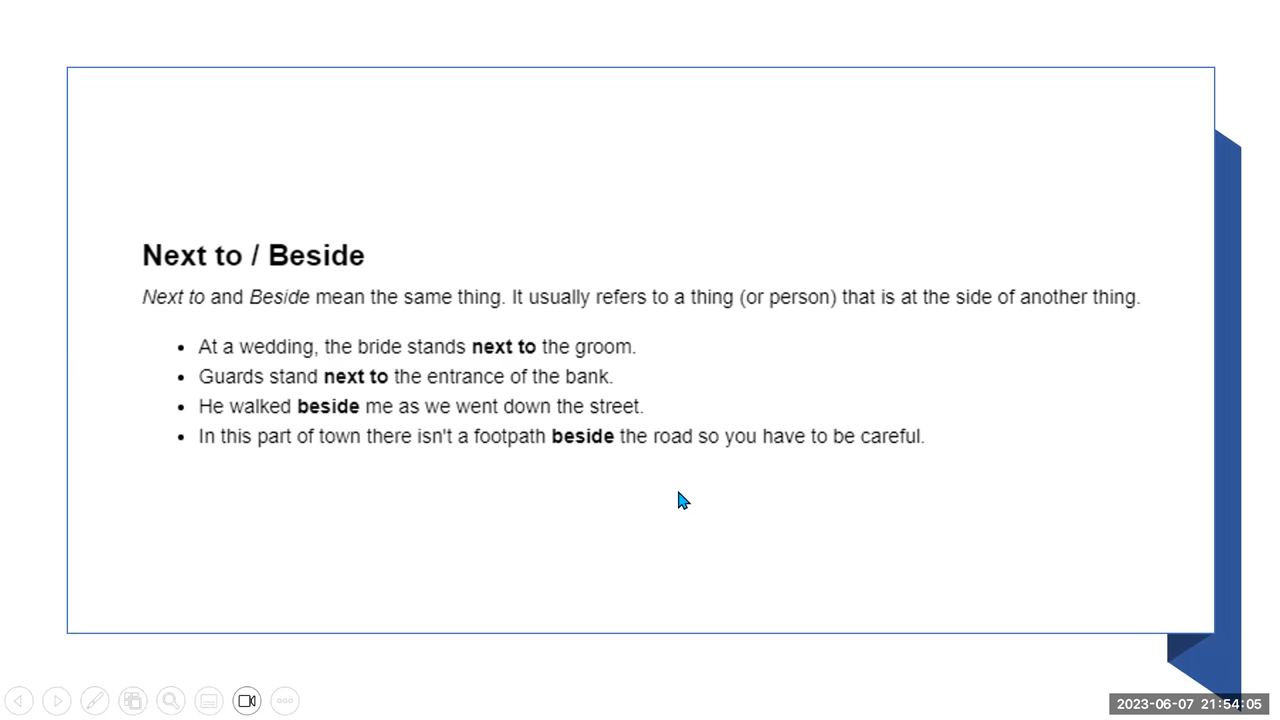 Next to / Beside
Next to and Beside mean the same thing. It usually refers to a thing (or person) that is at the side of another thing.
• At a wedding, the bride stands next to the groom.
• Guards stand next to the entrance of the bank.
• He walked beside me as we went down the street.
• In this part of town there isn't a footpath beside the road so you have to be careful.
2023-06-07 21:54:05